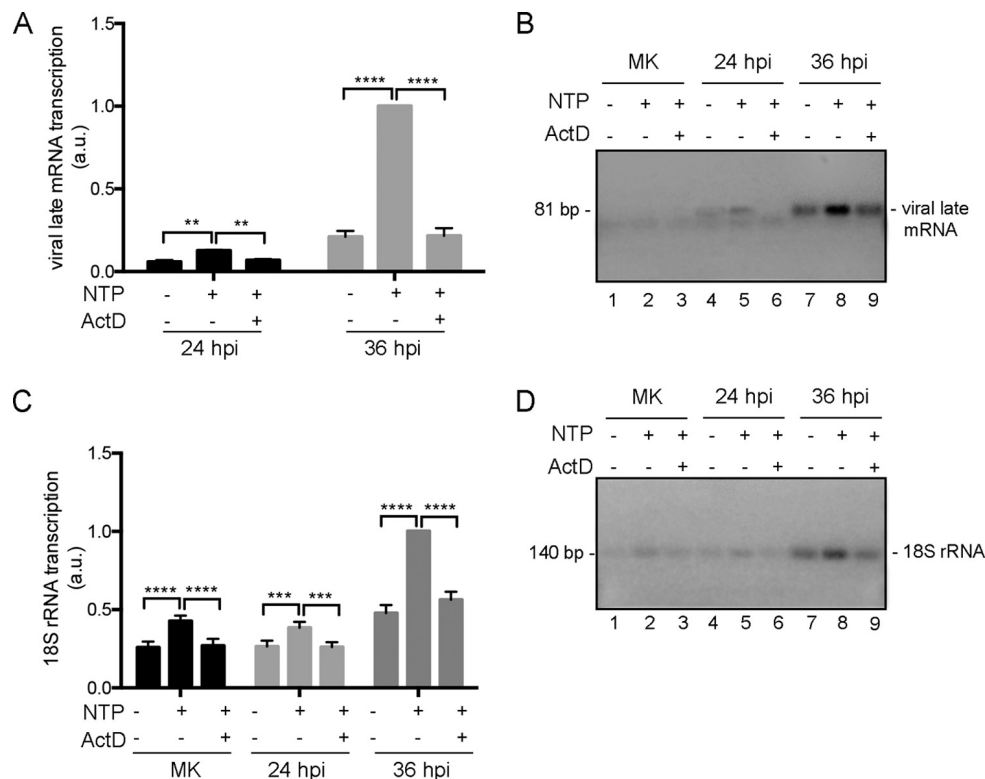 A
viral late mRNA transcription
(a.u.)
1.5
1.0
0.5
0.0
** **
**** ****
NTP - + + - + +
ActD - - + - - +
24 hpi 36 hpi
B
MK 24 hpi 36 hpi
NTP - + + - + + - + +
ActD - - + - - + - - +
81 bp - - viral late
mRNA
1 2 3 4 5 6 7 8 9
C
18S rRNA transcription
(a.u.)
1.5
1.0
0.5
0.0
**** **** *** *** **** ****
NTP - + + - + + - + +
ActD - - + - - + - - +
MK 24 hpi 36 hpi
D
MK 24 hpi 36 hpi
NTP - + + - + + - + +
ActD - - + - - + - - +
140 bp - - 18S rRNA
1 2 3 4 5 6 7 8 9